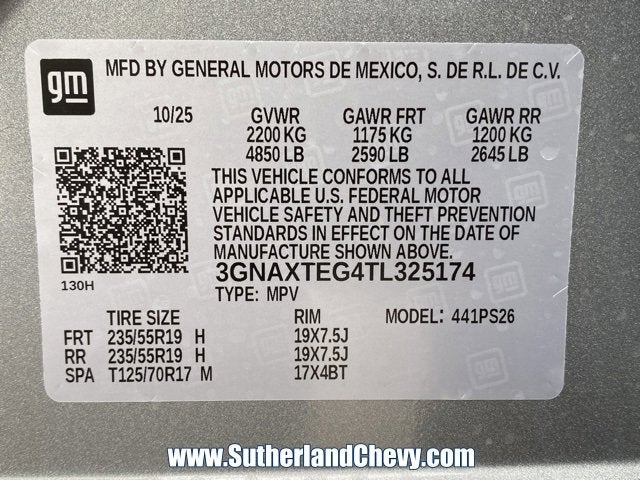 gm
MFD BY GENERAL MOTORS DE MEXICO, S. DE R.L. DE C.V.
10/25 GVWR GAWR FRT GAWR RR
2200 KG 1175 KG 1200 KG
4850 LB 2590 LB 2645 LB
THIS VEHICLE CONFORMS TO ALL
APPLICABLE U.S. FEDERAL MOTOR
VEHICLE SAFETY AND THEFT PREVENTION
STANDARDS IN EFFECT ON THE DATE OF
MANUFACTURE SHOWN ABOVE.
3GNAXTEG4TL325174
130H
TYPE: MPV
TIRE SIZE RIM MODEL: 441PS26
FRT 235/55R19 H 19X7.5J
RR 235/55R19 H 19X7.5J
SPA T125/70R17 M 17X4BT
www.SutherlandChevy.com